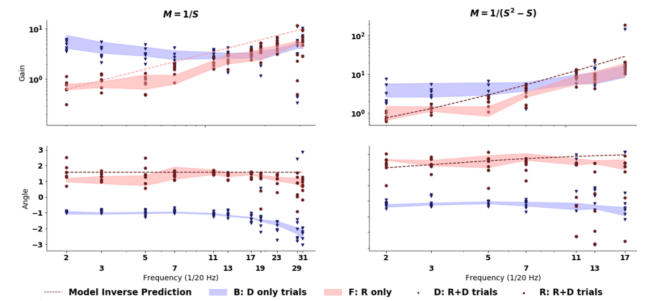 M = 1/S
M = 1/(S² − S)
Gain
10¹
10⁰
10²
10¹
10⁰
Angle
3
2
1
0
−1
−2
−3
2 3 5 7 11 13 17 19 23 29 31
2 3 5 7 11 13 17
Frequency (1/20 Hz)
Frequency (1/20 Hz)
Model Inverse Prediction
B: D only trials
F: R only
D: R+D trials
R: R+D trials